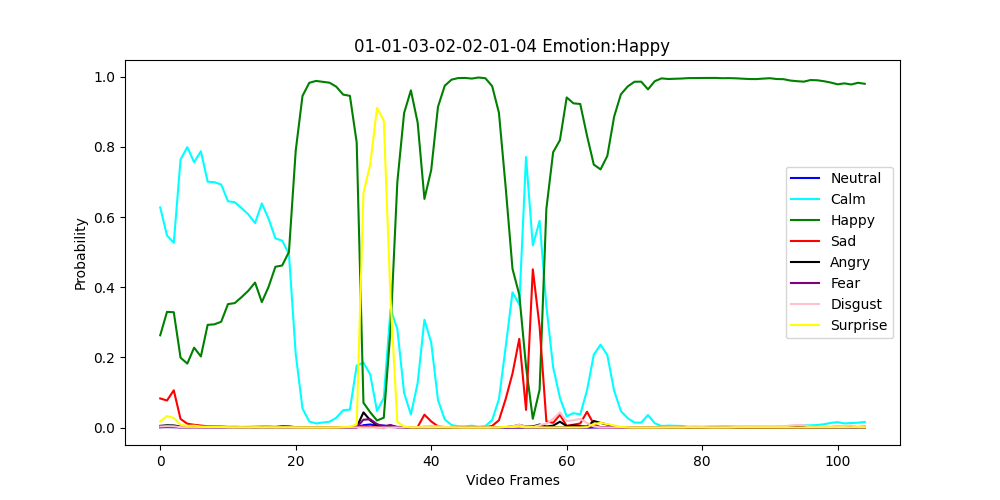 01-01-03-02-02-01-04 Emotion:Happy
Probability
1.0
0.8
0.6
0.4
0.2
0.0
0 20 40 60 80 100
Video Frames
Neutral
Calm
Happy
Sad
Angry
Fear
Disgust
Surprise